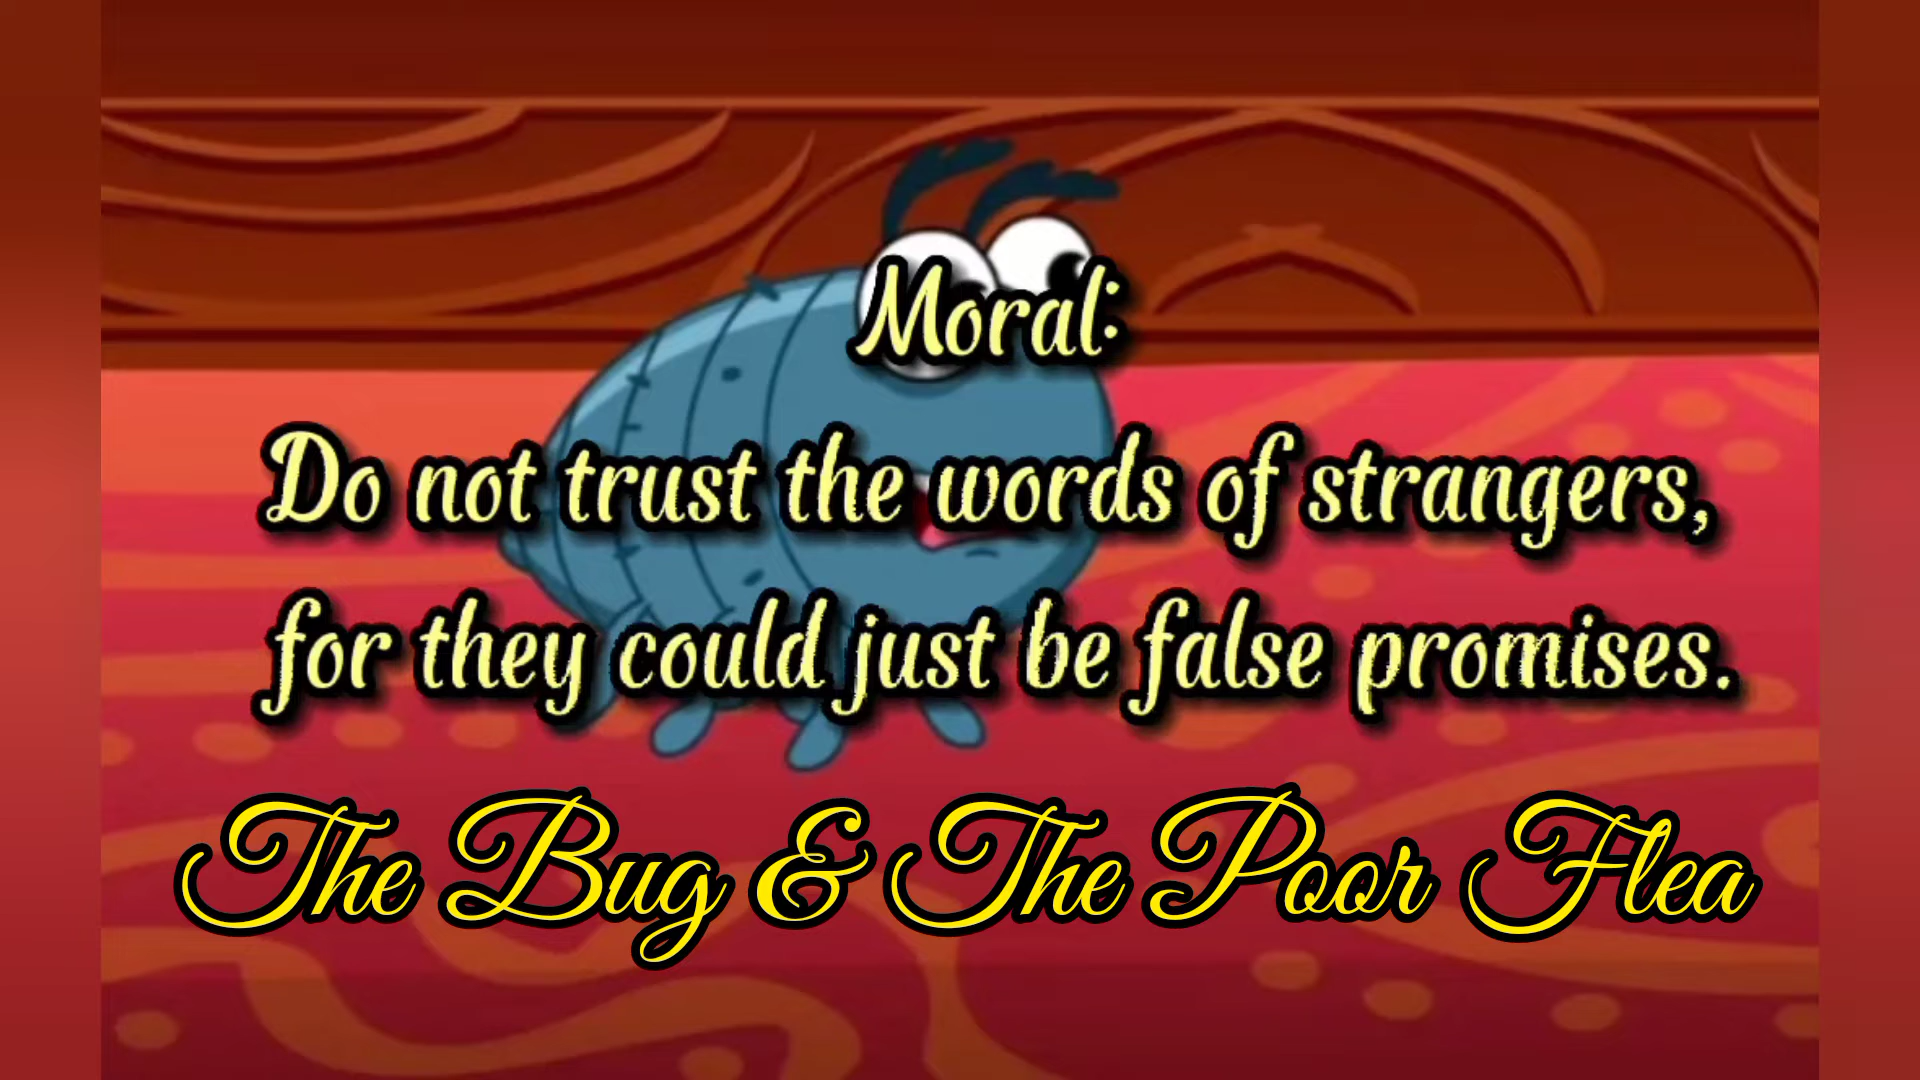 Moral:
Do not trust the words of strangers,
for they could just be false promises.
The Bug & The Poor Flea